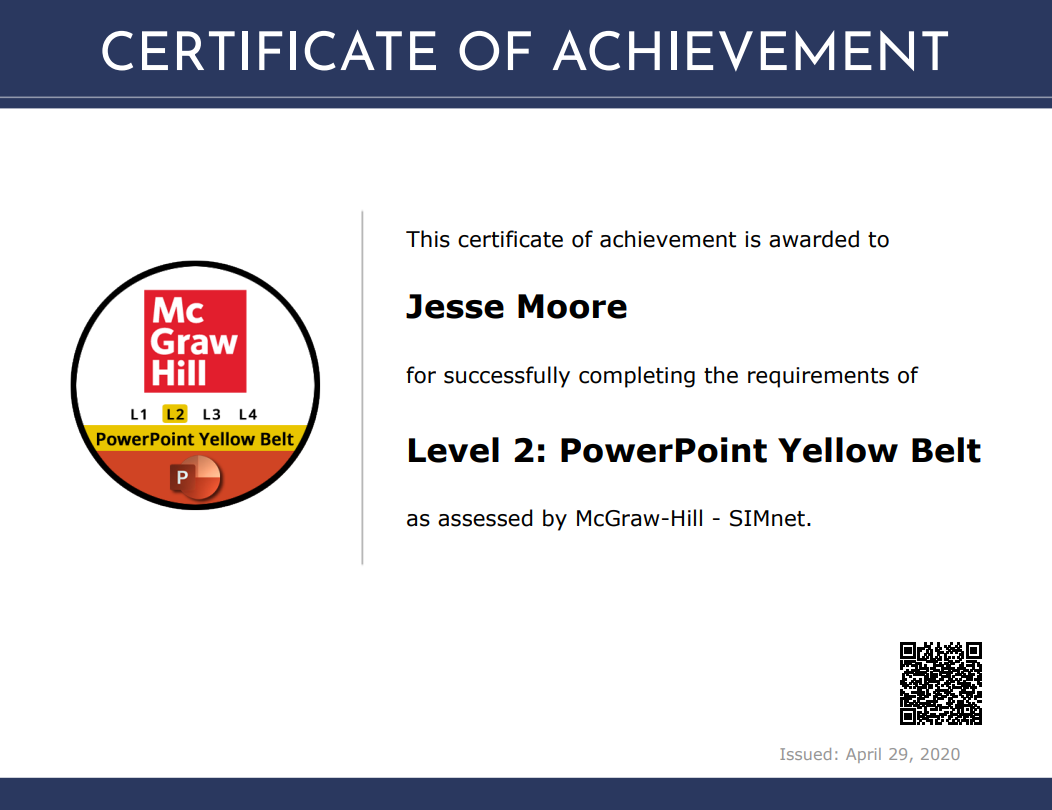 CERTIFICATE OF ACHIEVEMENT
This certificate of achievement is awarded to
Jesse Moore
for successfully completing the requirements of
Level 2: PowerPoint Yellow Belt
as assessed by McGraw-Hill - SIMnet.
Mc
Graw
Hill
L1 L2 L3 L4
PowerPoint Yellow Belt
P
Issued: April 29, 2020